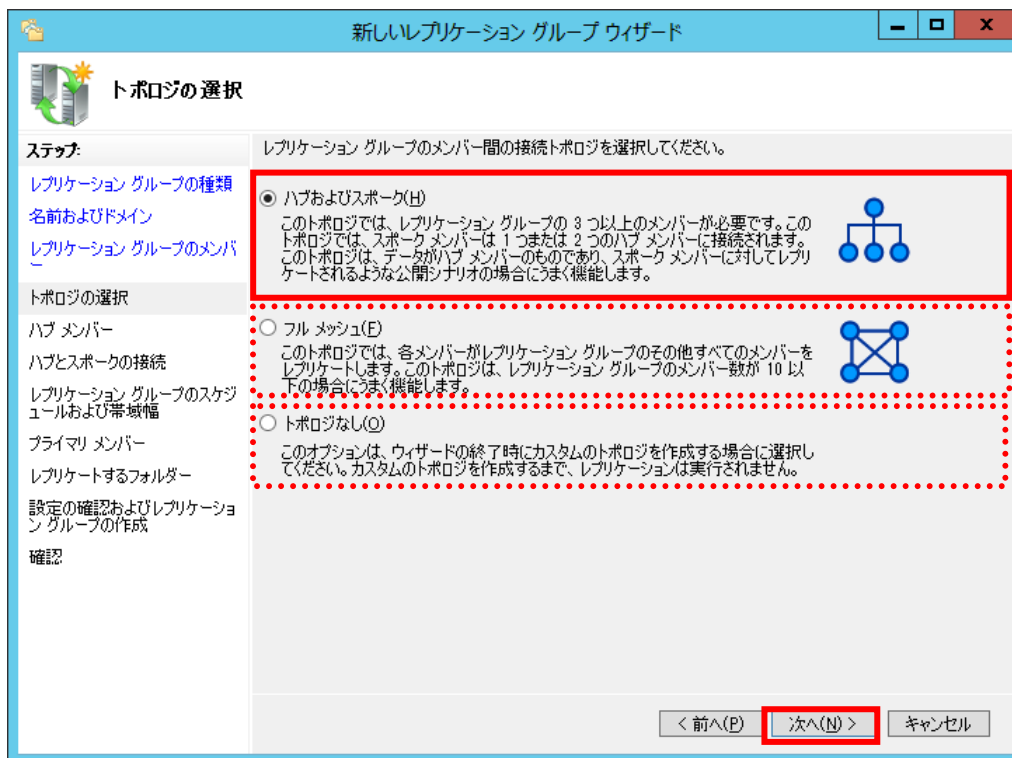 新しいレプリケーション グループ ウィザード
トポロジの選択
ステップ:
レプリケーション グループの種類
名前およびドメイン
レプリケーション グループのメンバ
ー
トポロジの選択
ハブ メンバー
ハブとスポークの接続
レプリケーション グループのスケジ
ュールおよび帯域幅
プライマリ メンバー
レプリケートするフォルダー
設定の確認およびレプリケーショ
ン グループの作成
確認
レプリケーション グループのメンバー間の接続トポロジを選択してください。
ハブおよびスポーク(H)
このトポロジでは、レプリケーション グループの 3 つ以上のメンバーが必要です。この
トポロジでは、スポーク メンバーは 1 つまたは 2 つのハブ メンバーに接続されます。
このトポロジは、データがハブ メンバーのものであり、スポーク メンバーに対してレプリ
ケートされるような公開シナリオの場合にうまく機能します。
フル メッシュ(F)
このトポロジでは、各メンバーがレプリケーション グループのその他すべてのメンバーを
レプリケートします。このトポロジは、レプリケーション グループのメンバー数が 10 以
下の場合にうまく機能します。
トポロジなし(O)
このオプションは、ウィザードの終了時にカスタムのトポロジを作成する場合に選択し
てください。カスタムのトポロジを作成するまで、レプリケーションは実行されません。
< 前へ(P)
次へ(N) >
キャンセル